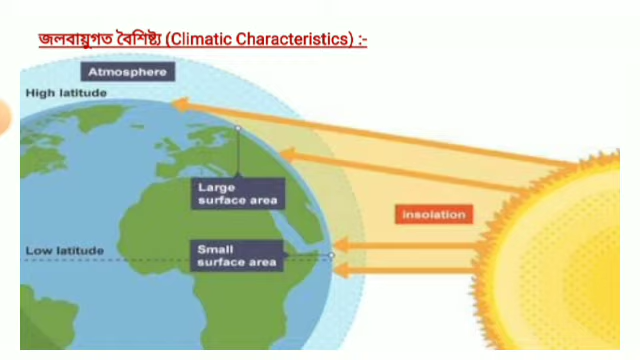 জলবায়ুগত বৈশিষ্ট্য (Climatic Characteristics) :-
Atmosphere
High latitude
Large
surface area
insolation
Low latitude
Small
surface area